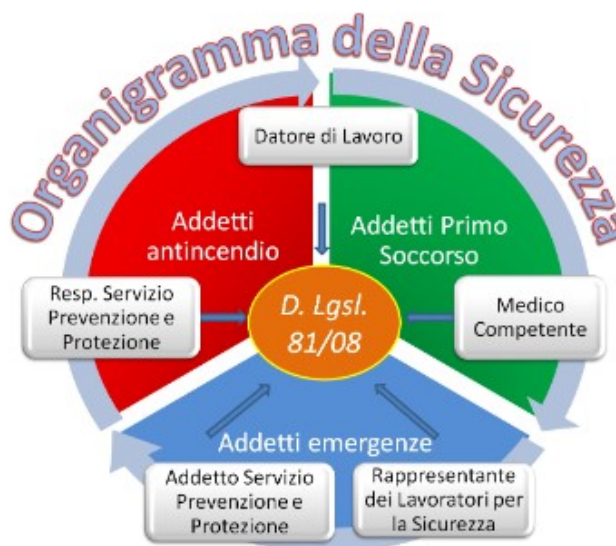 Organigramma della Sicurezza
Datore di Lavoro
Addetti
antincendio
Addetti Primo
Soccorso
Resp. Servizio
Prevenzione e
Protezione
D. Lgsl.
81/08
Medico
Competente
Addetti emergenze
Addetto Servizio
Prevenzione e
Protezione
Rappresentante
dei Lavoratori per
la Sicurezza